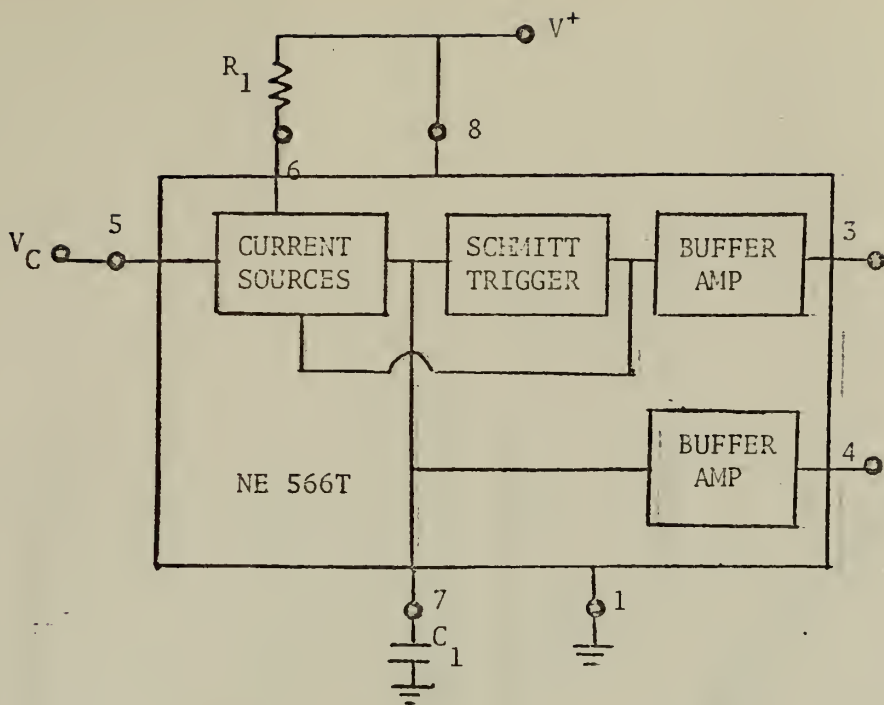 V+
R1
8
6
5
3
VC
CURRENT
SOURCES
SCHMITT
TRIGGER
BUFFER
AMP
BUFFER
AMP
4
NE 566T
7
1
C1